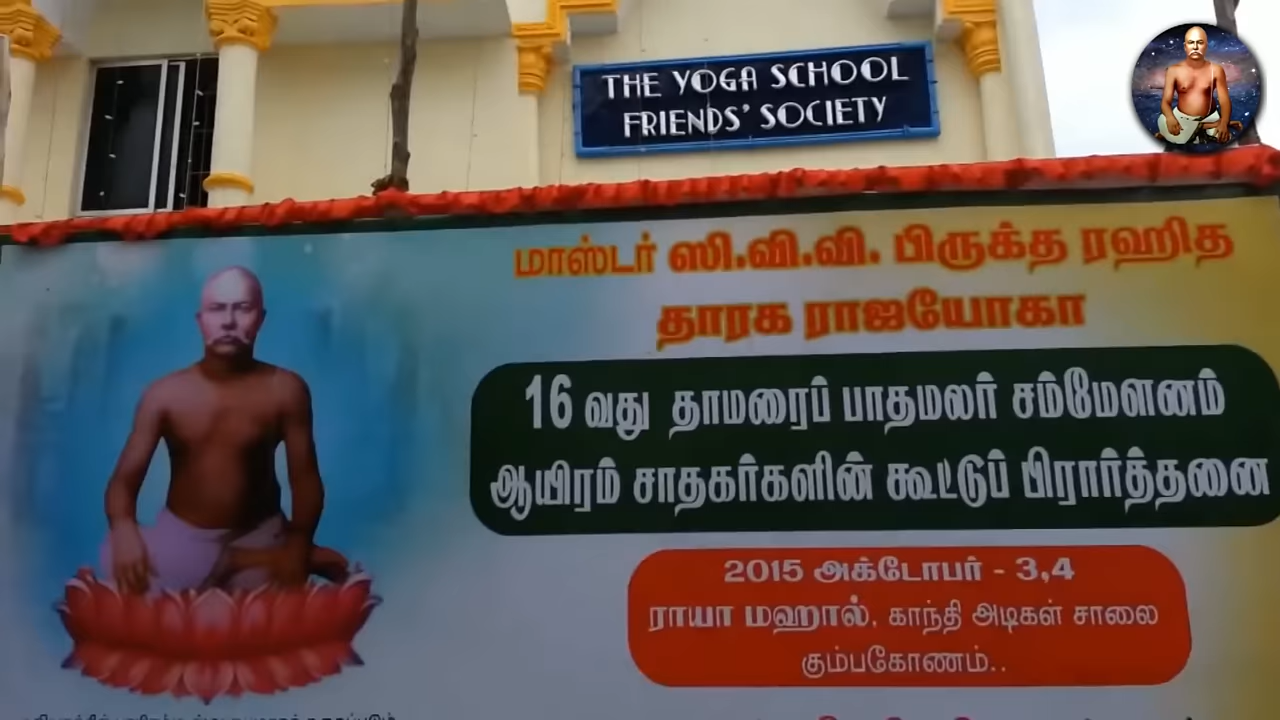 THE YOGA SCHOOL
FRIENDS' SOCIETY
மாஸ்டர் ஸி.வி.வி. பிருக்த ரஹித
தாரக ராஜயோகா
16 வது தாமரைப் பாதமலர் சம்மேளனம்
ஆயிரம் சாதகர்களின் கூட்டுப் பிரார்த்தனை
2015 அக்டோபர் - 3,4
ராயா மஹால், காந்தி அடிகள் சாலை
கும்பகோணம்..